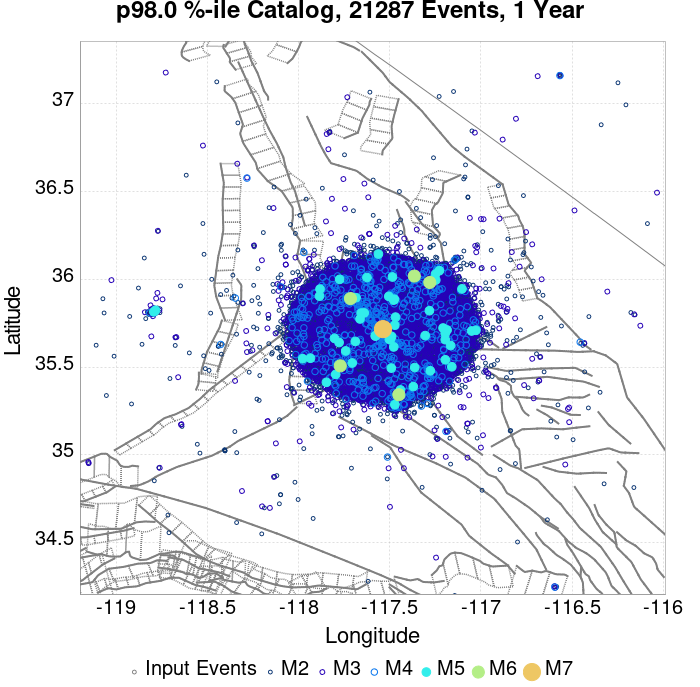 p98.0 %-ile Catalog, 21287 Events, 1 Year
37
36.5
36
35.5
35
34.5
Latitude
-119 -118.5 -118 -117.5 -117 -116.5 -116
Longitude
Input Events M2 M3 M4 M5 M6 M7